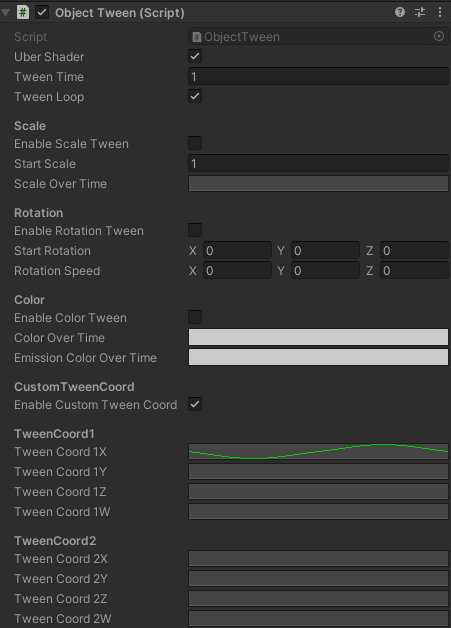 # Object Tween (Script)
Script # ObjectTween
Uber Shader
Tween Time 1
Tween Loop
Scale
Enable Scale Tween
Start Scale 1
Scale Over Time
Rotation
Enable Rotation Tween
Start Rotation X 0 Y 0 Z 0
Rotation Speed X 0 Y 0 Z 0
Color
Enable Color Tween
Color Over Time
Emission Color Over Time
CustomTweenCoord
Enable Custom Tween Coord
TweenCoord1
Tween Coord 1X
Tween Coord 1Y
Tween Coord 1Z
Tween Coord 1W
TweenCoord2
Tween Coord 2X
Tween Coord 2Y
Tween Coord 2Z
Tween Coord 2W